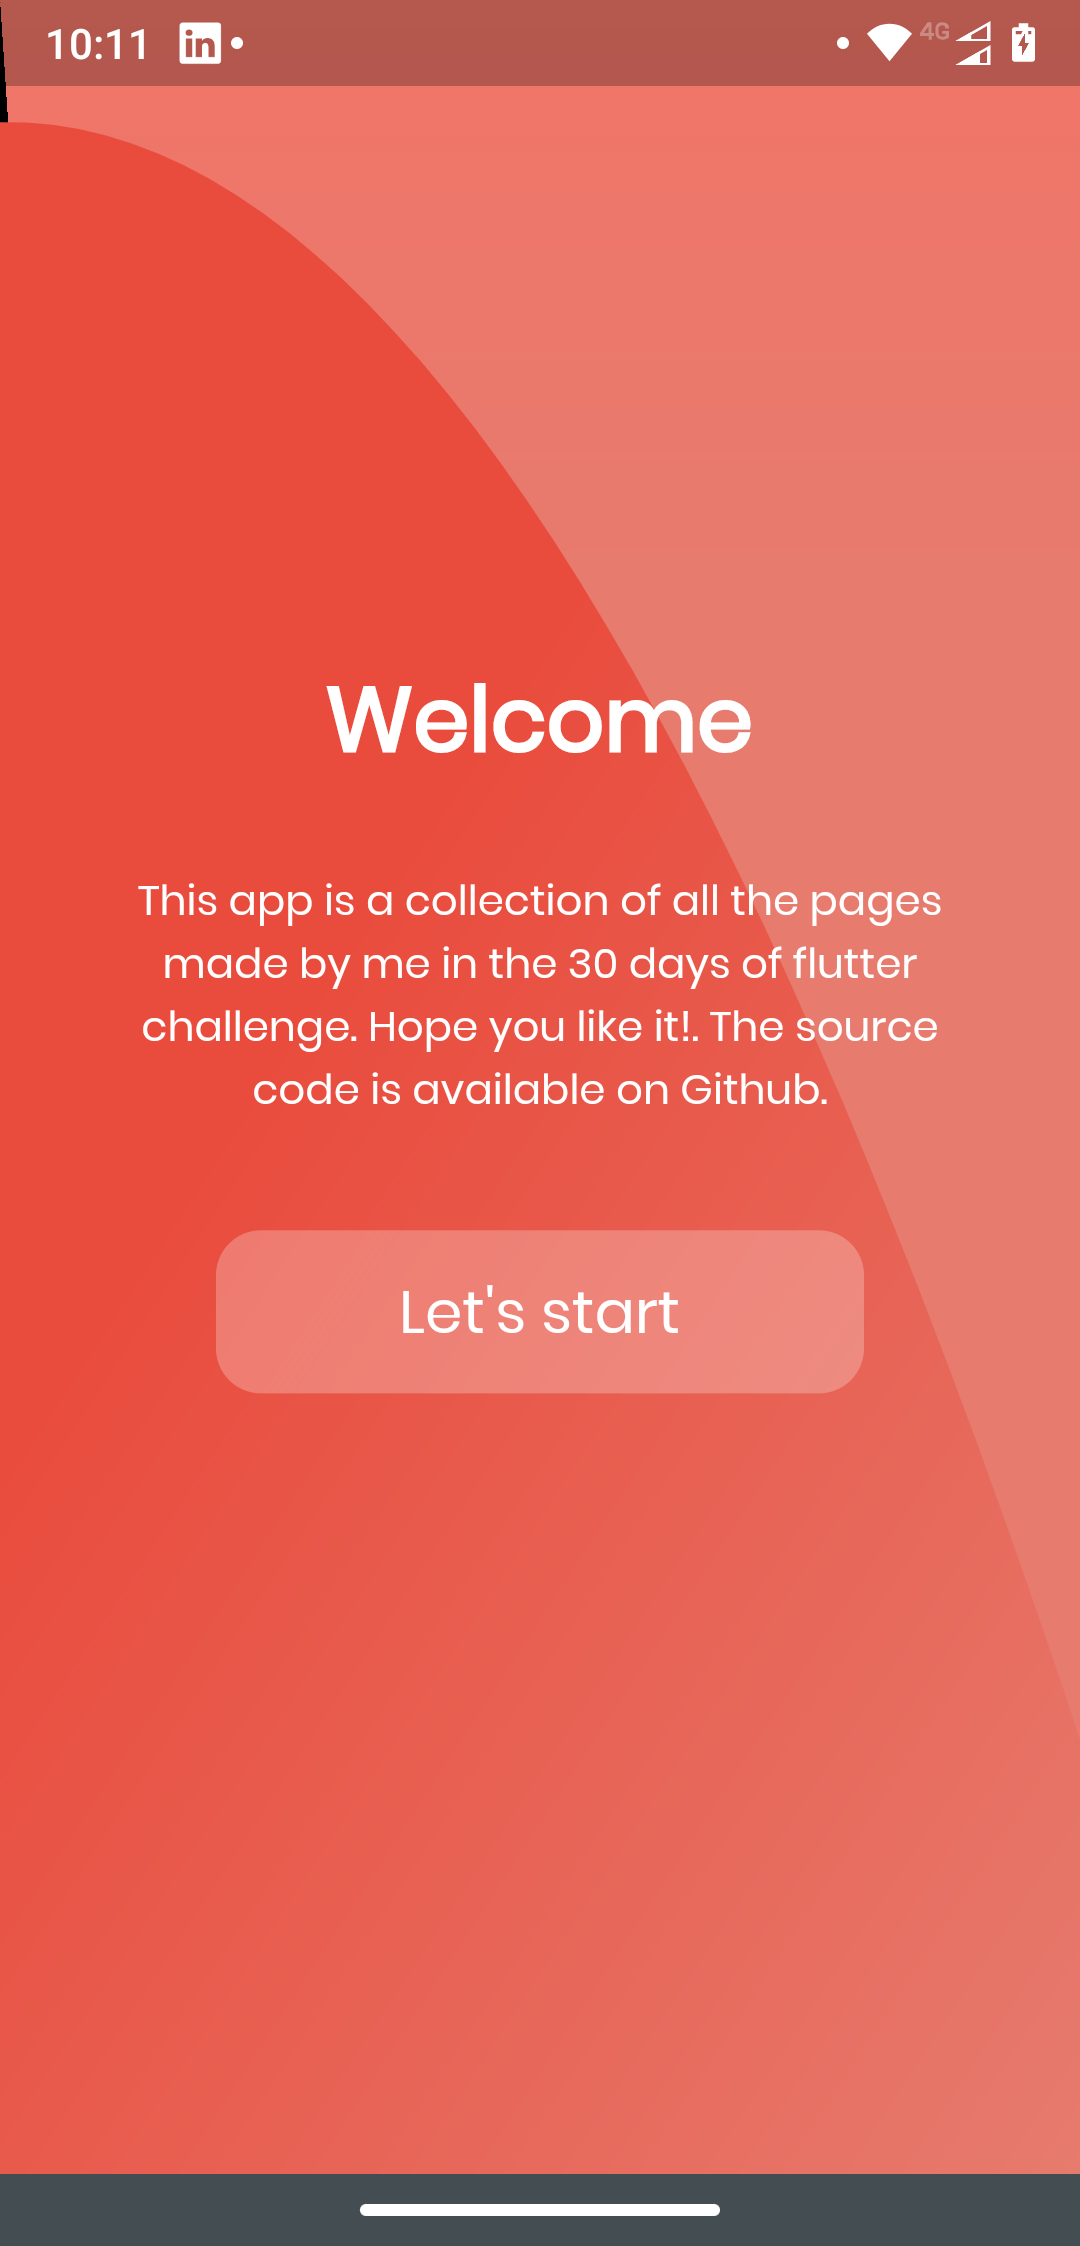 10:11 in 4G
Welcome
This app is a collection of all the pages
made by me in the 30 days of flutter
challenge. Hope you like it!. The source
code is available on Github.
Let's start